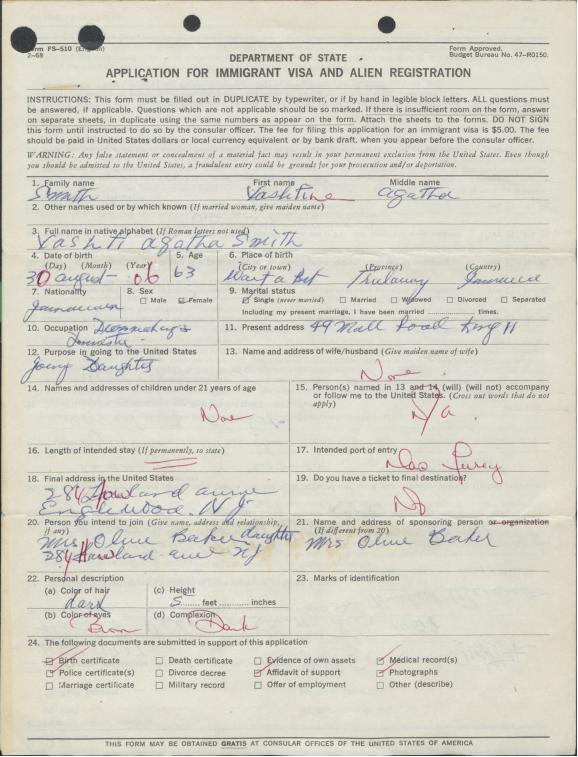 Form FS-510 (English)
2-68
Form Approved.
Budget Bureau No. 47-R0150.
DEPARTMENT OF STATE
APPLICATION FOR IMMIGRANT VISA AND ALIEN REGISTRATION
INSTRUCTIONS: This form must be filled out in DUPLICATE by typewriter, or if by hand in legible block letters. ALL questions must
be answered, if applicable. Questions which are not applicable should be so marked. If there is insufficient room on the form, answer
on separate sheets, in duplicate using the same numbers as appear on the form. Attach the sheets to the forms. DO NOT SIGN
this form until instructed to do so by the consular officer. The fee for filing this application for an immigrant visa is $5.00. The fee
should be paid in United States dollars or local currency equivalent or by bank draft, when you appear before the consular officer.
WARNING: Any false statement or concealment of a material fact may result in your permanent exclusion from the United States. Even though
you should be admitted to the United States, a fraudulent entry could be grounds for your prosecution and/or deportation.
1. Family name First name Middle name
Smith Agatha
2. Other names used or by which known (If married woman, give maiden name)
3. Full name in native alphabet (If Roman letters not used)
Vashti Agatha Smith
4. Date of birth 5. Age 6. Place of birth
(Day) (Month) (Year) (City or town) (Province) (Country)
30 August - 06 63 Trelawny Jamaica
7. Nationality 8. Sex 9. Marital status
Male Female Single (never married) Married Widowed Divorced Separated
Jamaican Including my present marriage, I have been married times.
10. Occupation 11. Present address 49 Mall Road King 11
Domestic
12. Purpose in going to the United States 13. Name and address of wife/husband (Give maiden name of wife)
Joing Daughter None
14. Names and addresses of children under 21 years of age 15. Person(s) named in 13 and 14 (will) (will not) accompany
or follow me to the United States. (Cross out words that do not
apply)
N/a
16. Length of intended stay (If permanently, so state) 17. Intended port of entry
18. Final address in the United States 19. Do you have a ticket to final destination?
284 Howland No
Englewood. N.J.
20. Person you intend to join (Give name, address and relationship, if any) 21. Name and address of sponsoring person or organization
(If different from 20)
Mrs Olive Baker daughter Mrs Olive Baker
284 Howland ave NJ
22. Personal description 23. Marks of identification
(a) Color of hair (c) Height
dark 5 feet inches
(b) Color of eyes (d) Complexion
Dark
24. The following documents are submitted in support of this application
Birth certificate Death certificate Evidence of own assets Medical record(s)
Police certificate(s) Divorce decree Affidavit of support Photographs
Marriage certificate Military record Offer of employment Other (describe)
THIS FORM MAY BE OBTAINED GRATIS AT CONSULAR OFFICES OF THE UNITED STATES OF AMERICA